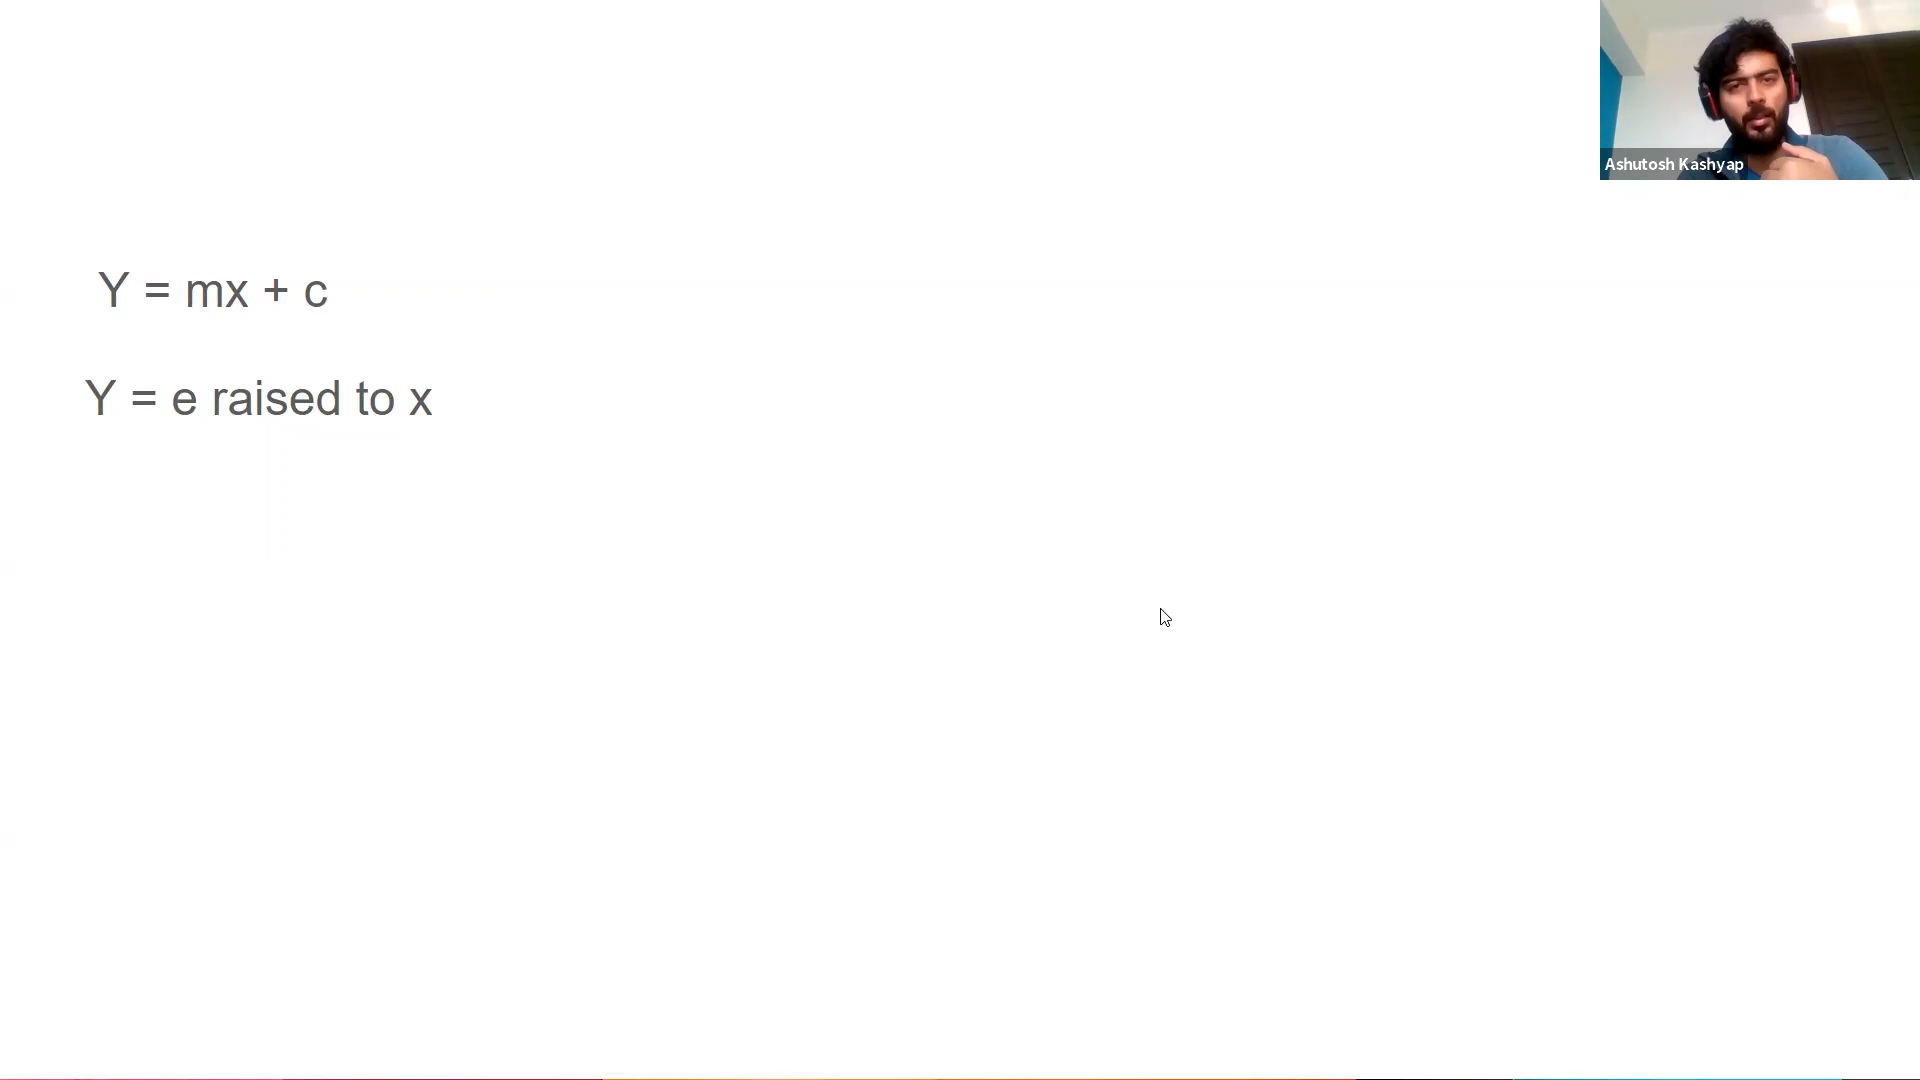 Ashutosh Kashyap
Y = mx + c
Y = e raised to x